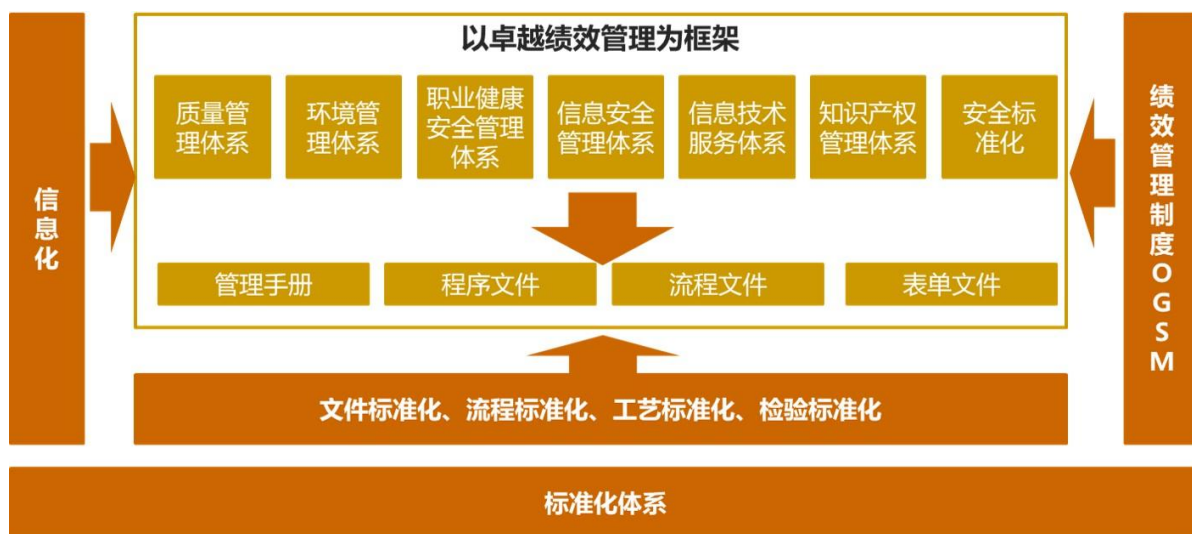 以卓越绩效管理为框架
质量管
理体系
环境管
理体系
职业健康
安全管理
体系
信息安全
管理体系
信息技术
服务体系
知识产权
管理体系
安全标
准化
信息化
绩效管理制度OGSM
管理手册
程序文件
流程文件
表单文件
文件标准化、流程标准化、工艺标准化、检验标准化
标准化体系